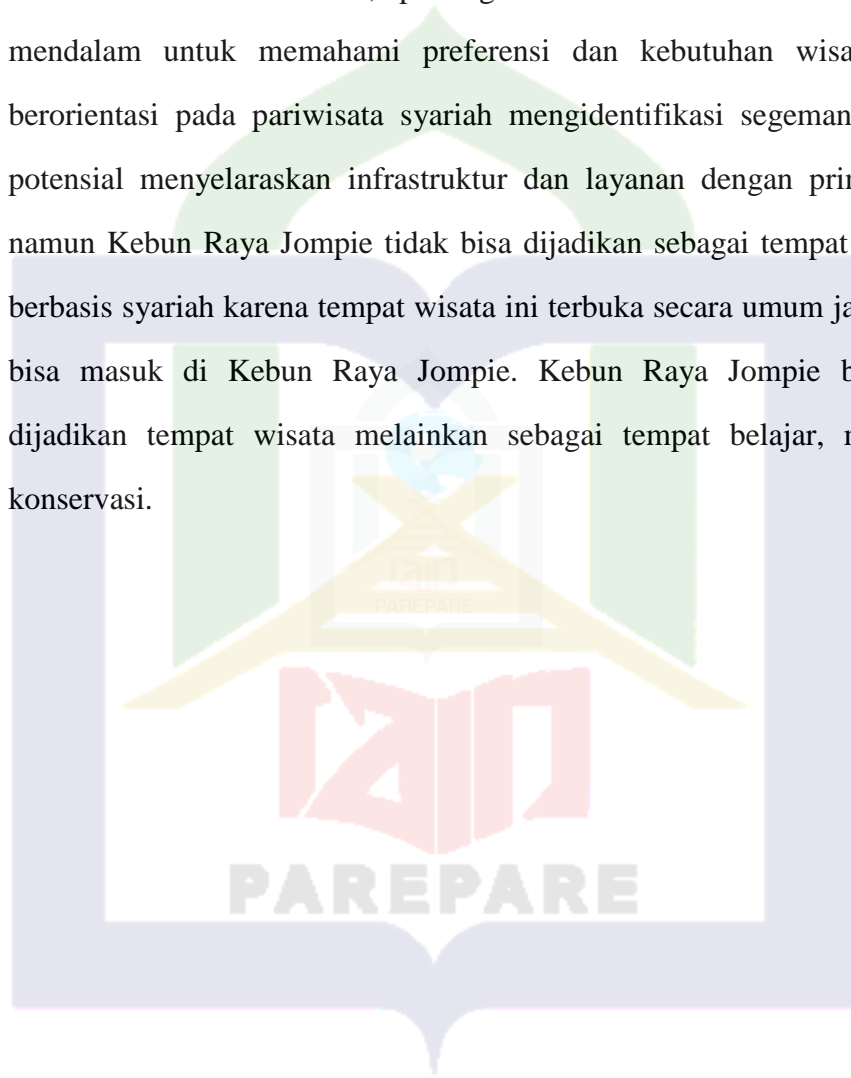 mendalam untuk memahami preferensi dan kebutuhan wisa
berorientasi pada pariwisata syariah mengidentifikasi segeman
potensial menyelaraskan infrastruktur dan layanan dengan prin
namun Kebun Raya Jompie tidak bisa dijadikan sebagai tempat
berbasis syariah karena tempat wisata ini terbuka secara umum ja
bisa masuk di Kebun Raya Jompie. Kebun Raya Jompie b
dijadikan tempat wisata melainkan sebagai tempat belajar,
konservasi.
PAREPARE
PAREPARE